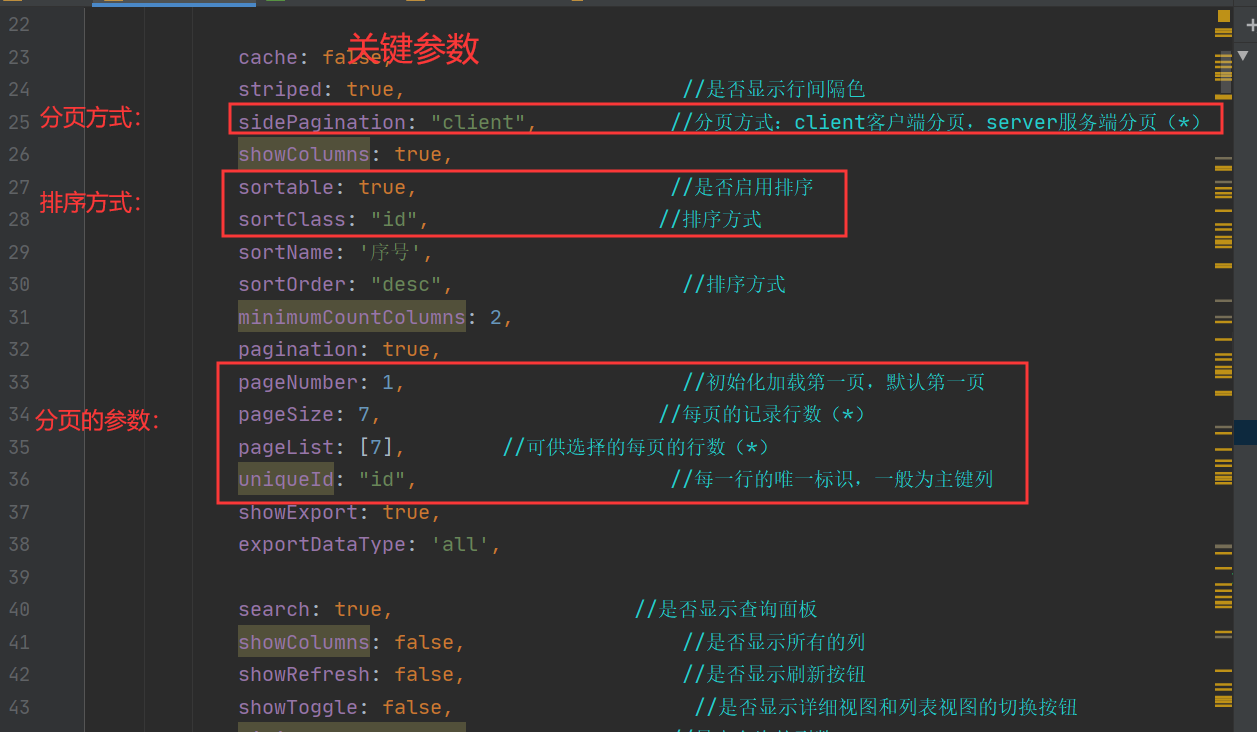 关键参数
22
23 cache: false,
24 striped: true, //是否显示行间隔色
分页方式：
25 sidePagination: "client", //分页方式：client客户端分页，server服务端分页（*）
26 showColumns: true,
27 sortable: true, //是否启用排序
排序方式：
28 sortClass: "id", //排序方式
29 sortName: '序号',
30 sortOrder: "desc", //排序方式
31 minimumCountColumns: 2,
32 pagination: true,
33 pageNumber: 1, //初始化加载第一页，默认第一页
34 pageSize: 7, //每页的记录行数（*）
分页的参数：
35 pageList: [7], //可供选择的每页的行数（*）
36 uniqueId: "id", //每一行的唯一标识，一般为主键列
37 showExport: true,
38 exportDataType: 'all',
39
40 search: true, //是否显示查询面板
41 showColumns: false, //是否显示所有的列
42 showRefresh: false, //是否显示刷新按钮
43 showToggle: false, //是否显示详细视图和列表视图的切换按钮